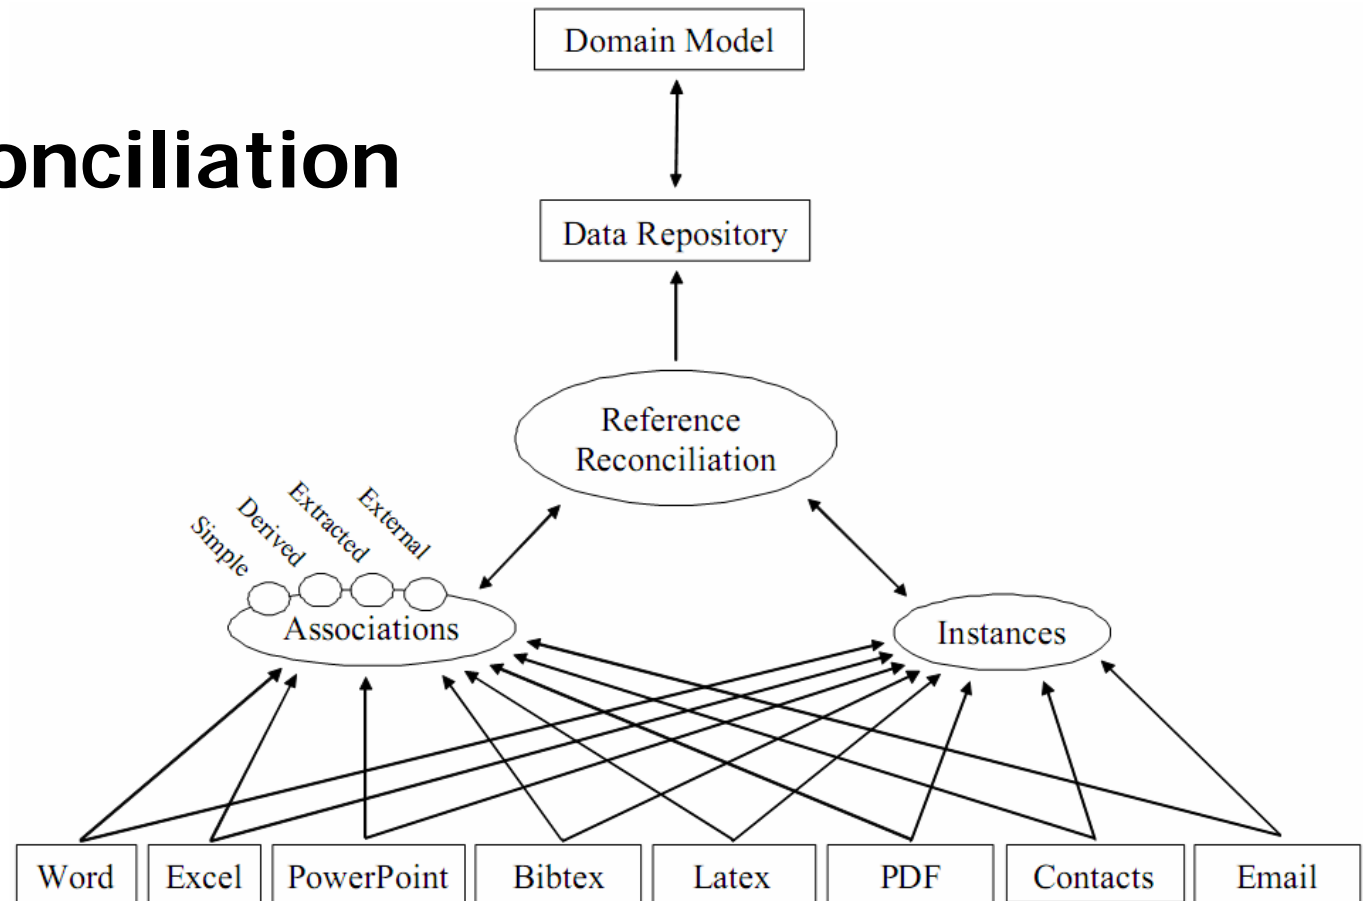 Domain Model
onciliation
Data Repository
Reference
Reconciliation
Simple
Derived
Extracted
External
Associations
Instances
Word
Excel
PowerPoint
Bibtex
Latex
PDF
Contacts
Email